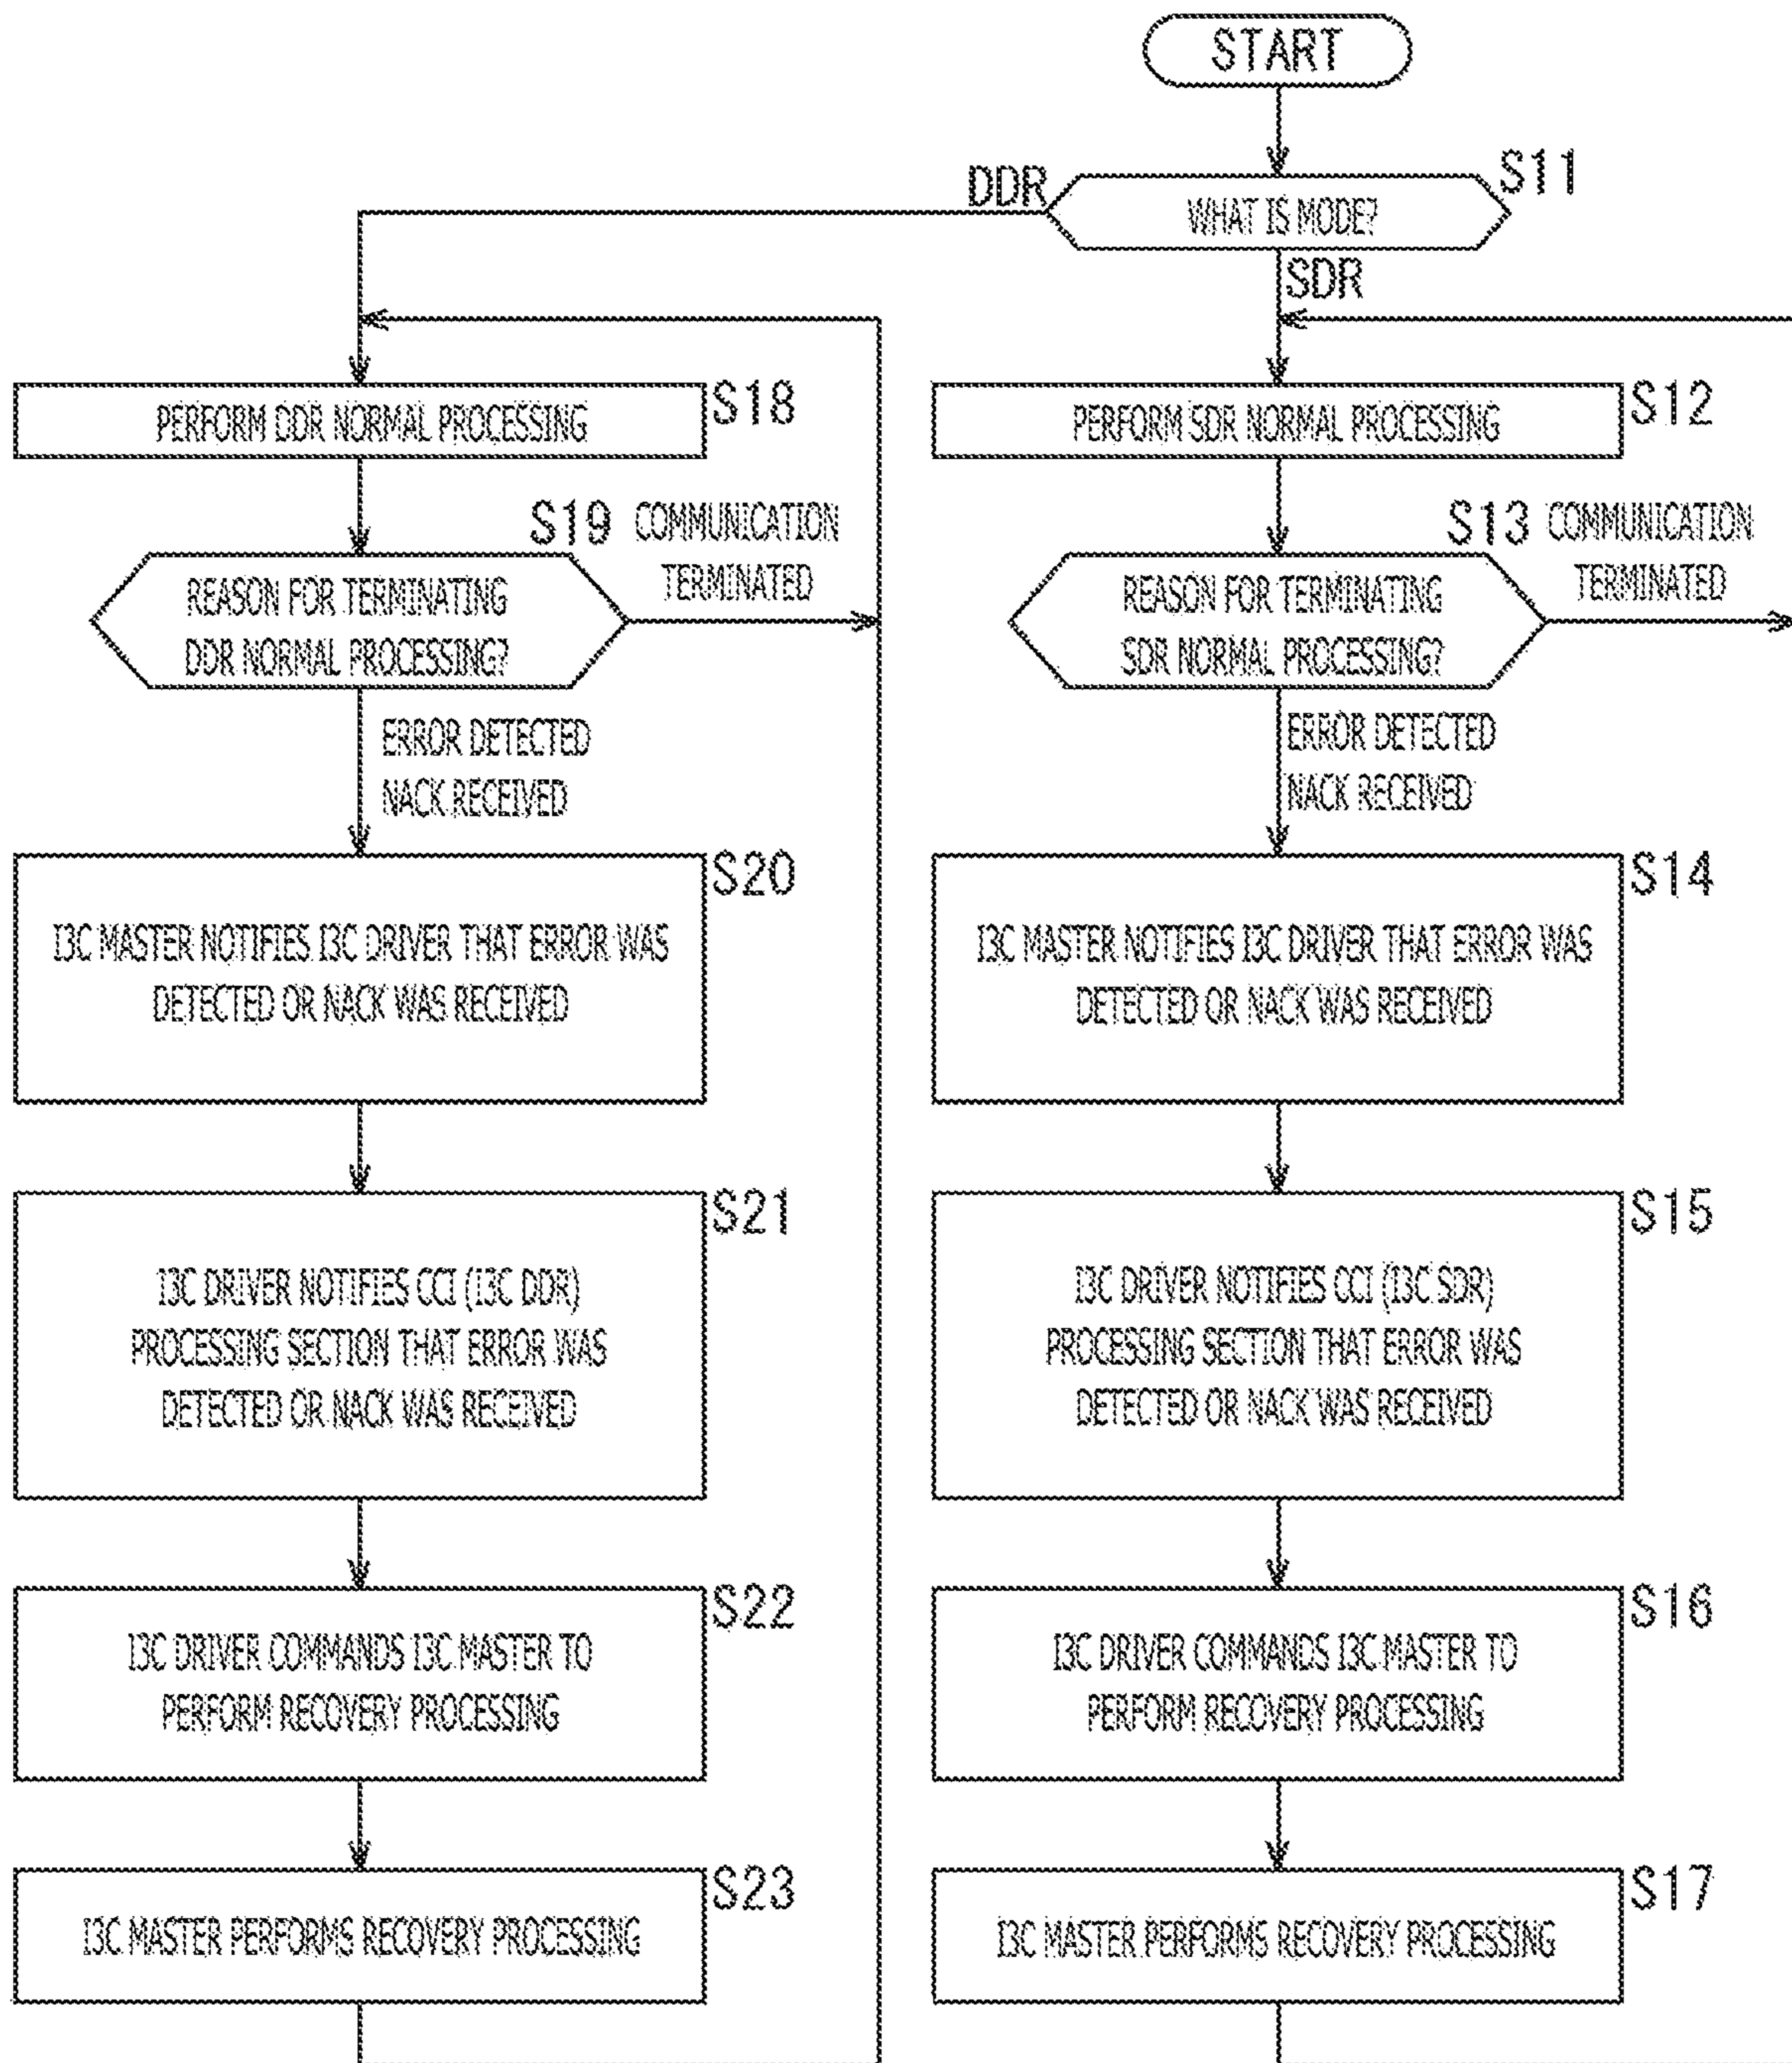 START
S11
DDR
WHAT IS MODE?
SDR
S18
PERFORM DDR NORMAL PROCESSING
S19 COMMUNICATION
TERMINATED
REASON FOR TERMINATING
DDR NORMAL PROCESSING?
ERROR DETECTED
NACK RECEIVED
S20
I3C MASTER NOTIFIES I3C DRIVER THAT ERROR WAS
DETECTED OR NACK WAS RECEIVED
S21
I3C DRIVER NOTIFIES CCI (I3C DDR)
PROCESSING SECTION THAT ERROR WAS
DETECTED OR NACK WAS RECEIVED
S22
I3C DRIVER COMMANDS I3C MASTER TO
PERFORM RECOVERY PROCESSING
S23
I3C MASTER PERFORMS RECOVERY PROCESSING
S12
PERFORM SDR NORMAL PROCESSING
S13 COMMUNICATION
TERMINATED
REASON FOR TERMINATING
SDR NORMAL PROCESSING?
ERROR DETECTED
NACK RECEIVED
S14
I3C MASTER NOTIFIES I3C DRIVER THAT ERROR WAS
DETECTED OR NACK WAS RECEIVED
S15
I3C DRIVER NOTIFIES CCI (I3C SDR)
PROCESSING SECTION THAT ERROR WAS
DETECTED OR NACK WAS RECEIVED
S16
I3C DRIVER COMMANDS I3C MASTER TO
PERFORM RECOVERY PROCESSING
S17
I3C MASTER PERFORMS RECOVERY PROCESSING